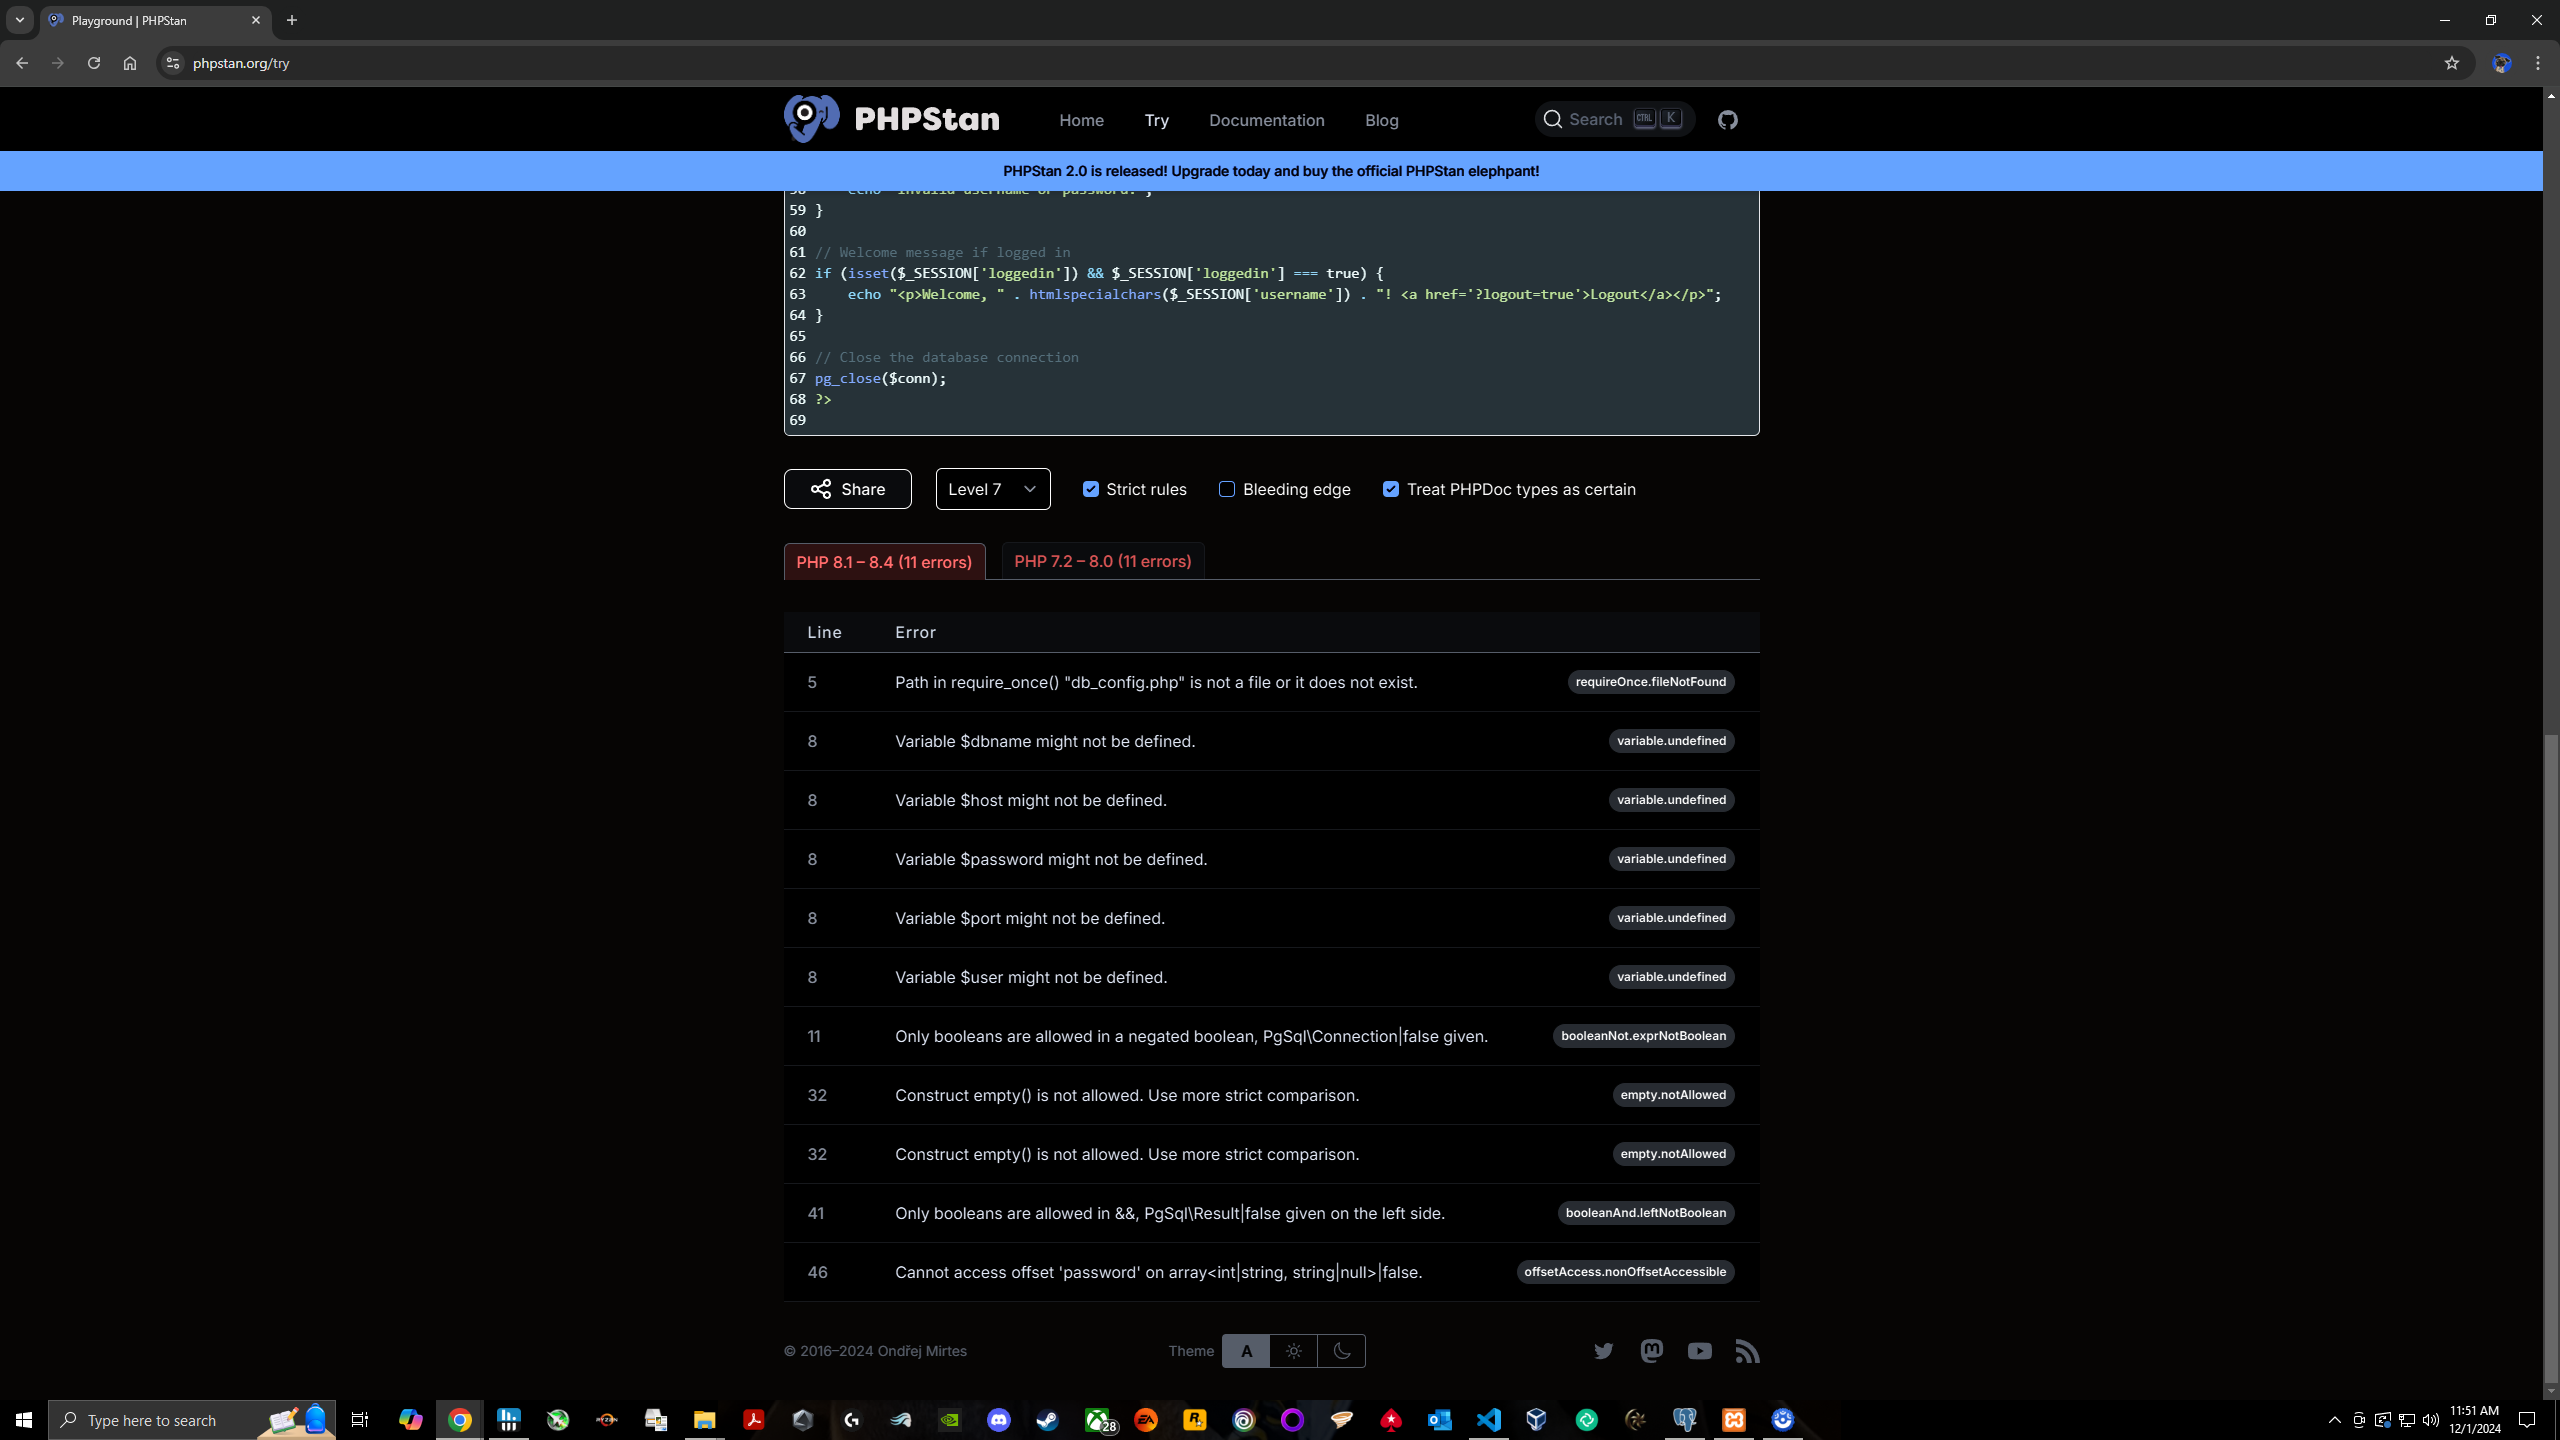 Playground | PHPStan
phpstan.org/try
PHPStan
Home
Try
Documentation
Blog
Search
CTRL
K
PHPStan 2.0 is released! Upgrade today and buy the official PHPStan elephpant!
59 }
60
61 // Welcome message if logged in
62 if (isset($_SESSION['loggedin']) && $_SESSION['loggedin'] === true) {
63     echo "<p>Welcome, " . htmlspecialchars($_SESSION['username']) . "! <a href='?logout=true'>Logout</a></p>";
64 }
65
66 // Close the database connection
67 pg_close($conn);
68 ?>
69
Share
Level 7
Strict rules
Bleeding edge
Treat PHPDoc types as certain
PHP 8.1 – 8.4 (11 errors)
PHP 7.2 – 8.0 (11 errors)
Line Error
5 Path in require_once() "db_config.php" is not a file or it does not exist. requireOnce.fileNotFound
8 Variable $dbname might not be defined. variable.undefined
8 Variable $host might not be defined. variable.undefined
8 Variable $password might not be defined. variable.undefined
8 Variable $port might not be defined. variable.undefined
8 Variable $user might not be defined. variable.undefined
11 Only booleans are allowed in a negated boolean, PgSql\Connection|false given. booleanNot.exprNotBoolean
32 Construct empty() is not allowed. Use more strict comparison. empty.notAllowed
32 Construct empty() is not allowed. Use more strict comparison. empty.notAllowed
41 Only booleans are allowed in &&, PgSql\Result|false given on the left side. booleanAnd.leftNotBoolean
46 Cannot access offset 'password' on array<int|string, string|null>|false. offsetAccess.nonOffsetAccessible
© 2016–2024 Ondřej Mirtes
Theme
A
Type here to search
28
11:51 AM
12/1/2024